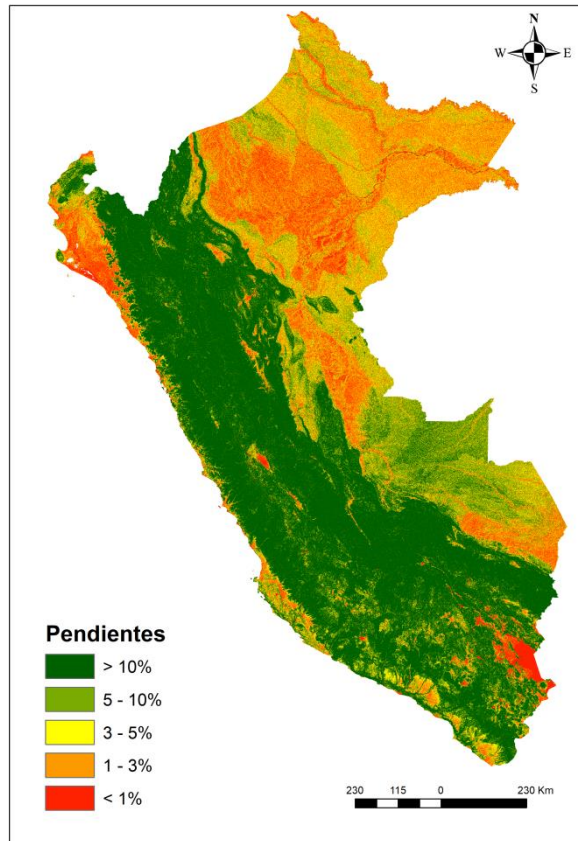 N
W E
S
Pendientes
> 10%
5 - 10%
3 - 5%
1 - 3%
< 1%
230 115 0 230 Km